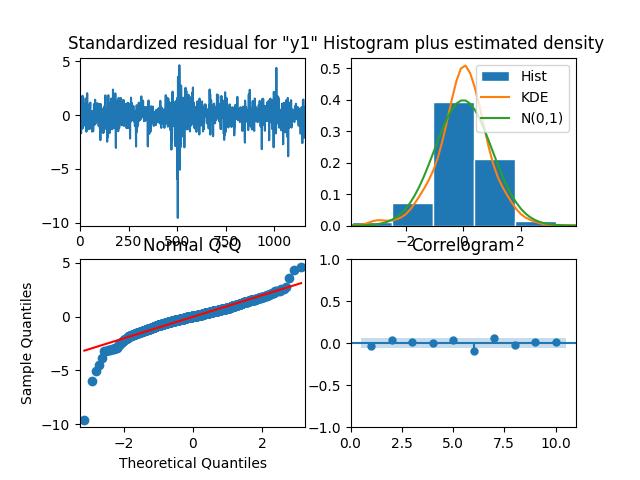 Standardized residual for "y1"
5
0
−5
−10
0 250 500 750 1000
Histogram plus estimated density
0.5
0.4
0.3
0.2
0.1
0.0
−2 0 2
Hist
KDE
N(0,1)
Normal Q-Q
Sample Quantiles
5
0
−5
−10
−2 0 2
Theoretical Quantiles
Correlogram
1.0
0.5
0.0
−0.5
−1.0
0.0 2.5 5.0 7.5 10.0